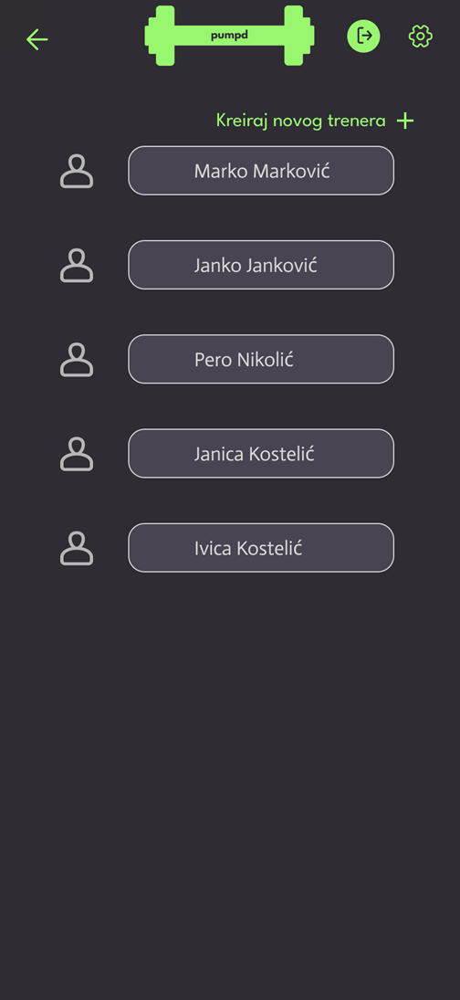 pumpd
Kreiraj novog trenera +
Marko Marković
Janko Janković
Pero Nikolić
Janica Kostelić
Ivica Kostelić